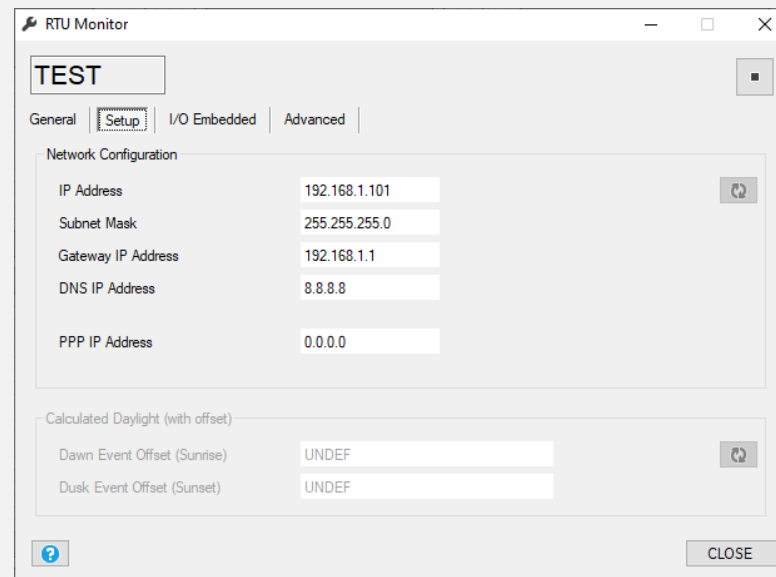 RTU Monitor
TEST
General Setup I/O Embedded Advanced
Network Configuration
IP Address 192.168.1.101
Subnet Mask 255.255.255.0
Gateway IP Address 192.168.1.1
DNS IP Address 8.8.8.8
PPP IP Address 0.0.0.0
Calculated Daylight (with offset)
Dawn Event Offset (Sunrise) UNDEF
Dusk Event Offset (Sunset) UNDEF
? CLOSE